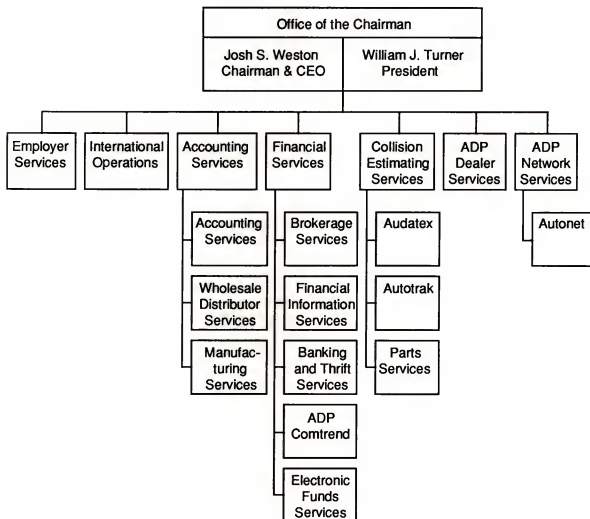 Office of the Chairman
Josh S. Weston
Chairman & CEO
William J. Turner
President
Employer
Services
International
Operations
Accounting
Services
Financial
Services
Collision
Estimating
Services
ADP
Dealer
Services
ADP
Network
Services
Accounting
Services
Wholesale
Distributor
Services
Manufac-
turing
Services
Brokerage
Services
Financial
Information
Services
Banking
and Thrift
Services
ADP
Comtrend
Electronic
Funds
Services
Audatex
Autotrak
Parts
Services
Autonet